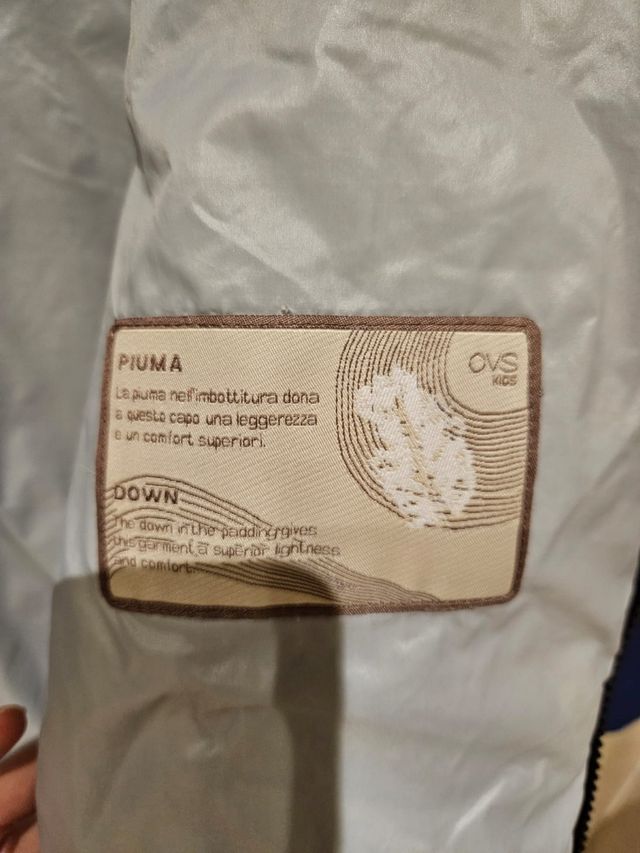 PIUMA
La piuma nell'imbottitura dona
a questo capo una leggerezza
e un comfort superiori.
OVS
KIDS
DOWN
The down in the padding gives
this garment a superior lightness
and comfort.